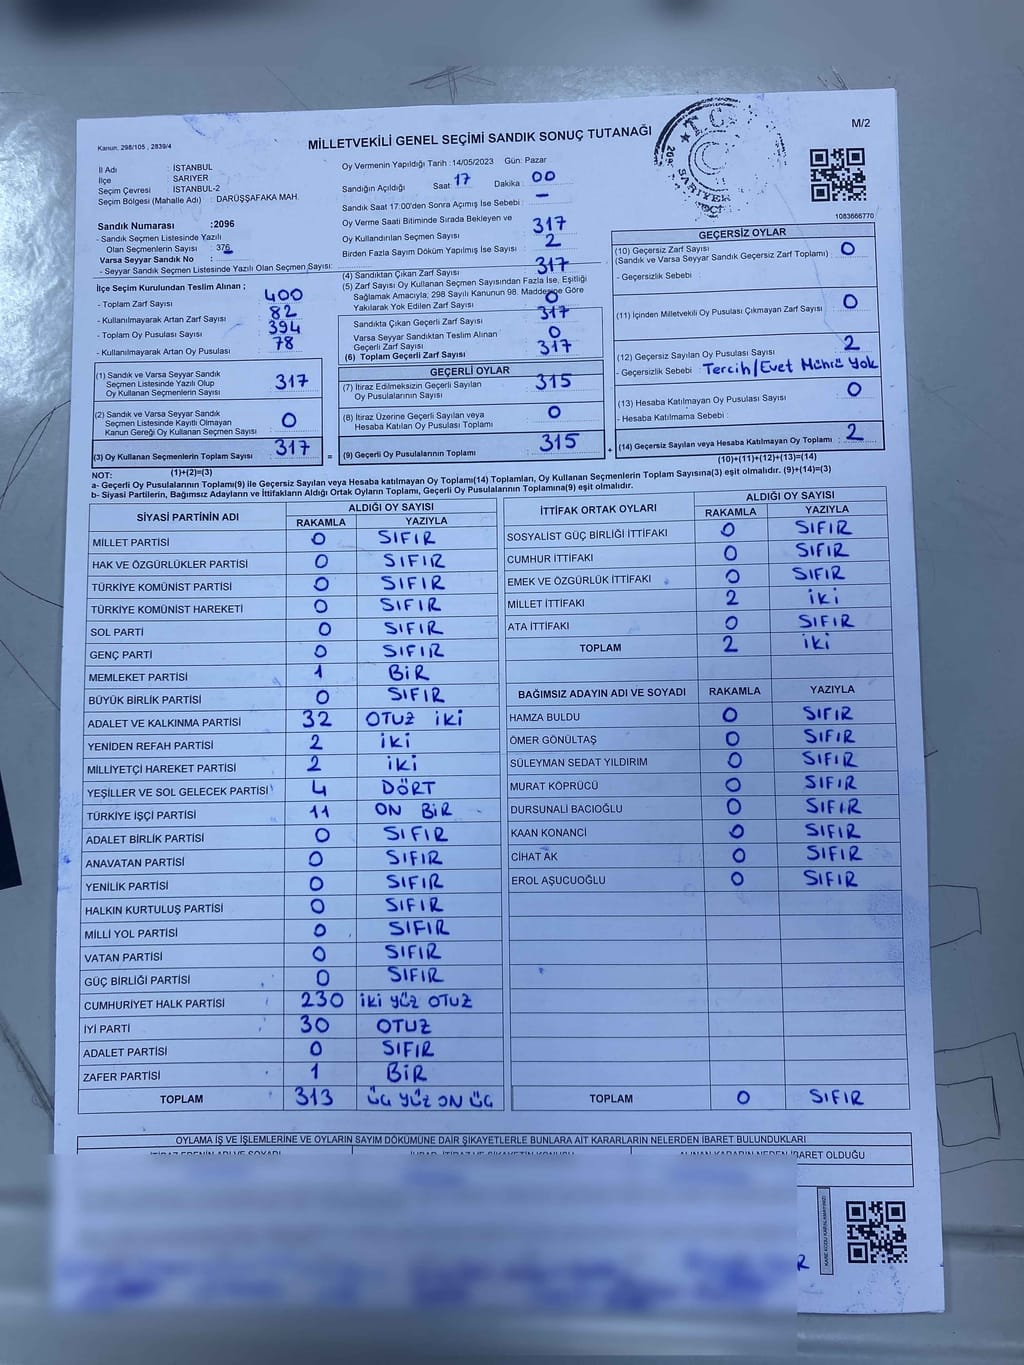 Kanun, 298/105 , 2839/4
MİLLETVEKİLİ GENEL SEÇİMİ SANDIK SONUÇ TUTANAĞI
M/2
T.C.
SARIYER
İl Adı : İSTANBUL
İlçe : SARIYER
Seçim Çevresi : İSTANBUL-2
Seçim Bölgesi (Mahalle Adı) : DARÜŞŞAFAKA MAH.
Oy Vermenin Yapıldığı Tarih : 14/05/2023 Gün: Pazar
Sandığın Açıldığı Saat 17 Dakika 00
Sandık Saat 17:00'den Sonra Açımış İse Sebebi : –
1083666770
Sandık Numarası :2096
- Sandık Seçmen Listesinde Yazılı
Olan Seçmenlerin Sayısı : 376
Varsa Seyyar Sandık No :
- Seyyar Sandık Seçmen Listesinde Yazılı Olan Seçmen Sayısı:
Oy Verme Saati Bitiminde Sırada Bekleyen ve
Oy Kullandırılan Seçmen Sayısı 317
Birden Fazla Sayım Döküm Yapılmış İse Sayısı 2
(4) Sandıktan Çıkan Zarf Sayısı 317
(5) Zarf Sayısı Oy Kullanan Seçmen Sayısından Fazla İse, Eşitliği
Sağlamak Amacıyla; 298 Sayılı Kanunun 98. Maddesine Göre
Yakılarak Yok Edilen Zarf Sayısı 0
İlçe Seçim Kurulundan Teslim Alınan ;
- Toplam Zarf Sayısı 400
- Kullanılmayarak Artan Zarf Sayısı 82
- Toplam Oy Pusulası Sayısı 394
- Kullanılmayarak Artan Oy Pusulası 78
Sandıkta Çıkan Geçerli Zarf Sayısı 317
Varsa Seyyar Sandıktan Teslim Alınan
Geçerli Zarf Sayısı 0
(6) Toplam Geçerli Zarf Sayısı 317
(1) Sandık ve Varsa Seyyar Sandık
Seçmen Listesinde Yazılı Olup
Oy Kullanan Seçmenlerin Sayısı 317
(2) Sandık ve Varsa Seyyar Sandık
Seçmen Listesinde Kayıtlı Olmayan
Kanun Gereği Oy Kullanan Seçmen Sayısı 0
(3) Oy Kullanan Seçmenlerin Toplam Sayısı 317
(1)+(2)=(3)
GEÇERLİ OYLAR
(7) İtiraz Edilmeksizin Geçerli Sayılan
Oy Pusulalarının Sayısı 315
(8) İtiraz Üzerine Geçerli Sayılan veya
Hesaba Katılan Oy Pusulası Toplamı 0
= (9) Geçerli Oy Pusulalarının Toplamı 315 +
GEÇERSİZ OYLAR
(10) Geçersiz Zarf Sayısı 0
(Sandık ve Varsa Seyyar Sandık Geçersiz Zarf Toplamı) :
- Geçersizlik Sebebi :
(11) İçinden Milletvekili Oy Pusulası Çıkmayan Zarf Sayısı 0
(12) Geçersiz Sayılan Oy Pusulası Sayısı 2
- Geçersizlik Sebebi : Tercih/Evet Mührü Yok
(13) Hesaba Katılmayan Oy Pusulası Sayısı 0
- Hesaba Katılmama Sebebi :
(14) Geçersiz Sayılan veya Hesaba Katılmayan Oy Toplamı 2
(10)+(11)+(12)+(13)=(14)
NOT:
a- Geçerli Oy Pusulalarının Toplamı(9) ile Geçersiz Sayılan veya Hesaba Katılmayan Oy Toplamı(14) Toplamları, Oy Kullanan Seçmenlerin Toplam Sayısına(3) eşit olmalıdır. (9)+(14)=(3)
b- Siyasi Partilerin, Bağımsız Adayların ve İttifakların Aldığı Ortak Oyların Toplamı, Geçerli Oy Pusulalarının Toplamına(9) eşit olmalıdır.
SİYASİ PARTİNİN ADI ALDIĞI OY SAYISI
RAKAMLA YAZIYLA
MİLLET PARTİSİ 0 SIFIR
HAK VE ÖZGÜRLÜKLER PARTİSİ 0 SIFIR
TÜRKİYE KOMÜNİST PARTİSİ 0 SIFIR
TÜRKİYE KOMÜNİST HAREKETİ 0 SIFIR
SOL PARTİ 0 SIFIR
GENÇ PARTİ 0 SIFIR
MEMLEKET PARTİSİ 1 BİR
BÜYÜK BİRLİK PARTİSİ 0 SIFIR
ADALET VE KALKINMA PARTİSİ 32 OTUZ İKİ
YENİDEN REFAH PARTİSİ 2 İKİ
MİLLİYETÇİ HAREKET PARTİSİ 2 İKİ
YEŞİLLER VE SOL GELECEK PARTİSİ 4 DÖRT
TÜRKİYE İŞÇİ PARTİSİ 11 ON BİR
ADALET BİRLİK PARTİSİ 0 SIFIR
ANAVATAN PARTİSİ 0 SIFIR
YENİLİK PARTİSİ 0 SIFIR
HALKIN KURTULUŞ PARTİSİ 0 SIFIR
MİLLİ YOL PARTİSİ 0 SIFIR
VATAN PARTİSİ 0 SIFIR
GÜÇ BİRLİĞİ PARTİSİ 0 SIFIR
CUMHURİYET HALK PARTİSİ 230 İKİ YÜZ OTUZ
İYİ PARTİ 30 OTUZ
ADALET PARTİSİ 0 SIFIR
ZAFER PARTİSİ 1 BİR
TOPLAM 313 ÜÇ YÜZ ON ÜÇ
İTTİFAK ORTAK OYLARI ALDIĞI OY SAYISI
RAKAMLA YAZIYLA
SOSYALİST GÜÇ BİRLİĞİ İTTİFAKI 0 SIFIR
CUMHUR İTTİFAKI 0 SIFIR
EMEK VE ÖZGÜRLÜK İTTİFAKI 0 SIFIR
MİLLET İTTİFAKI 2 İKİ
ATA İTTİFAKI 0 SIFIR
TOPLAM 2 İKİ
BAĞIMSIZ ADAYIN ADI VE SOYADI RAKAMLA YAZIYLA
HAMZA BULDU 0 SIFIR
ÖMER GÖNÜLTAŞ 0 SIFIR
SÜLEYMAN SEDAT YILDIRIM 0 SIFIR
MURAT KÖPRÜCÜ 0 SIFIR
DURSUNALİ BACIOĞLU 0 SIFIR
KAAN KONANCİ 0 SIFIR
CİHAT AK 0 SIFIR
EROL AŞUCUOĞLU 0 SIFIR
TOPLAM 0 SIFIR
OYLAMA İŞ VE İŞLEMLERİNE VE OYLARIN SAYIM DÖKÜMÜNE DAİR ŞİKAYETLERLE BUNLARA AİT KARARLARIN NELERDEN İBARET BULUNDUKLARI
İTİRAZ EDENİN ADI VE SOYADI
ALINAN KARARIN NEDEN İBARET OLDUĞU